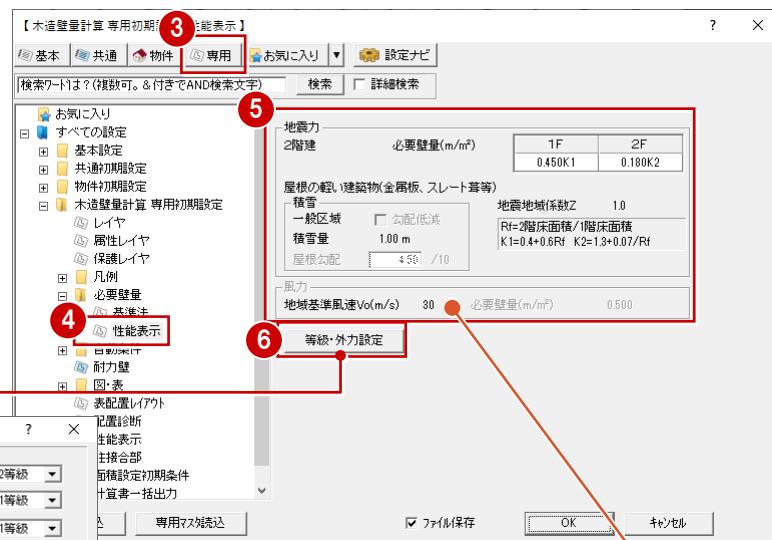 【 木造壁量計算 専用初期
性能表示 】
?
×
3
基本
共通
物件
専用
お気に入り
▼
設定ナビ
検索ワードは?(複数可。&付きでAND検索文字)
検索
詳細検索
お気に入り
すべての設定
基本設定
共通初期設定
物件初期設定
木造壁量計算 専用初期設定
レイヤ
属性レイヤ
保護レイヤ
凡例
必要壁量
基準法
4
性能表示
自動条件
耐力壁
図・表
表配置レイアウト
配置診断
性能表示
柱接合部
面積設定初期条件
計算書一括出力
5
地震力
2階建
必要壁量(m/m²)
1F
2F
0.450K1
0.180K2
屋根の軽い建築物(金属板、スレート葺等)
積雪
一般区域
勾配低減
積雪量
1.00 m
屋根勾配
4.50
/10
地震地域係数Z
1.0
Rf=2階床面積/1階床面積
K1=0.4+0.6Rf K2=1.3+0.07/Rf
風力
地域基準風速Vo(m/s)
30
必要壁量(m/m²)
0.500
6
等級・外力設定
?
×
2等級
1等級
1等級
込
専用マスタ読込
ファイル保存
OK
キャンセル